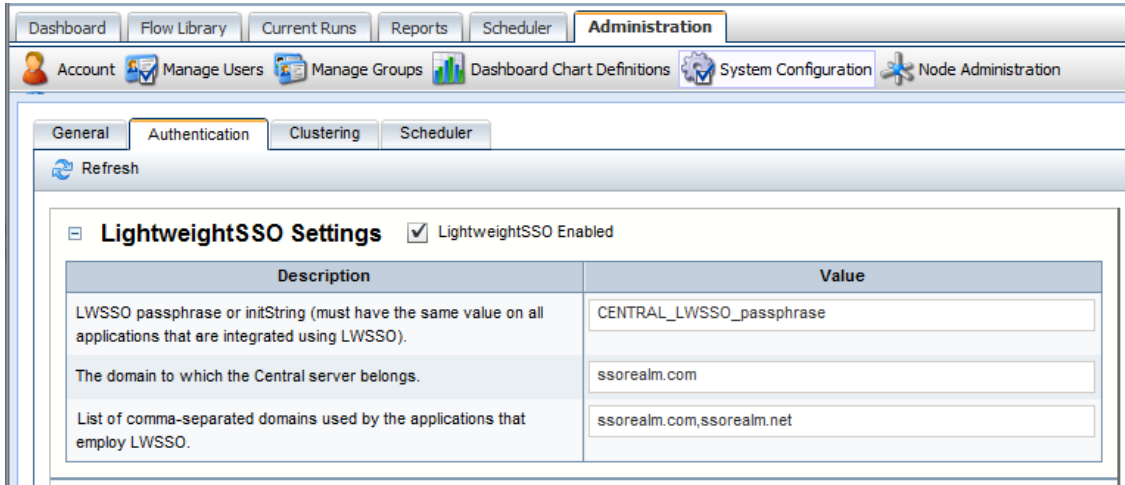 Dashboard Flow Library Current Runs Reports Scheduler Administration
Account Manage Users Manage Groups Dashboard Chart Definitions System Configuration Node Administration
General Authentication Clustering Scheduler
Refresh
LightweightSSO Settings LightweightSSO Enabled
Description Value
LWSSO passphrase or initString (must have the same value on all
applications that are integrated using LWSSO).
CENTRAL_LWSSO_passphrase
The domain to which the Central server belongs.
ssorealm.com
List of comma-separated domains used by the applications that
employ LWSSO.
ssorealm.com,ssorealm.net